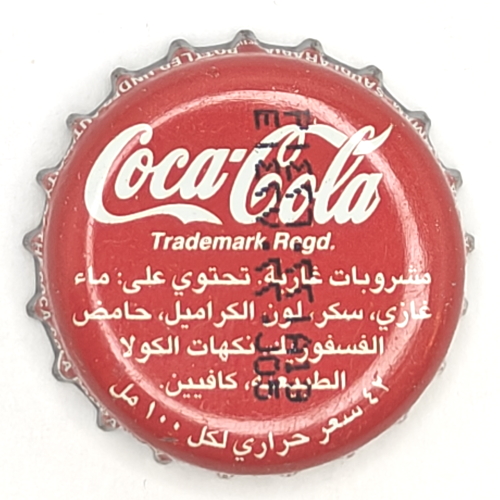 Coca-Cola
Trademark Regd.
مشروبات غازية. تحتوي على: ماء
غازي، سكر، لون الكراميل، حامض
الفسفوريك، نكهات الكولا
الطبيعية، كافيين.
٤٢ سعر حراري لكل ١٠٠ مل